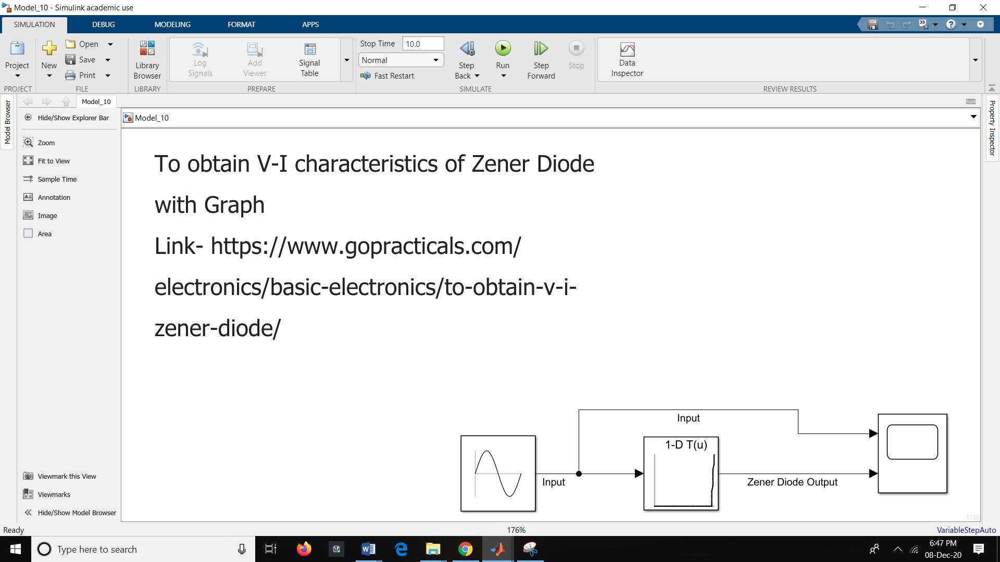 Model_10 - Simulink academic use
SIMULATION DEBUG MODELING FORMAT APPS
Project
PROJECT
New
Open
Save
Print
FILE
Library
Browser
LIBRARY
Log
Signals
Add
Viewer
Signal
Table
PREPARE
Stop Time 10.0
Normal
Fast Restart
Step
Back
Run
Step
Forward
Stop
SIMULATE
Data
Inspector
REVIEW RESULTS
Model Browser
Property Inspector
Model_10
Hide/Show Explorer Bar
Model_10
Zoom
Fit to View
Sample Time
Annotation
Image
Area
To obtain V-I characteristics of Zener Diode
with Graph
Link- https://www.gopracticals.com/
electronics/basic-electronics/to-obtain-v-i-
zener-diode/
Input
1-D T(u)
Input
Zener Diode Output
Viewmark this View
Viewmarks
Hide/Show Model Browser
Ready 176% VariableStepAuto
Type here to search
6:47 PM
08-Dec-20